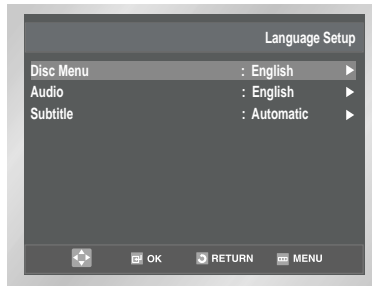 Language Setup
Disc Menu : English ▶
Audio : English ▶
Subtitle : Automatic ▶
OK RETURN MENU